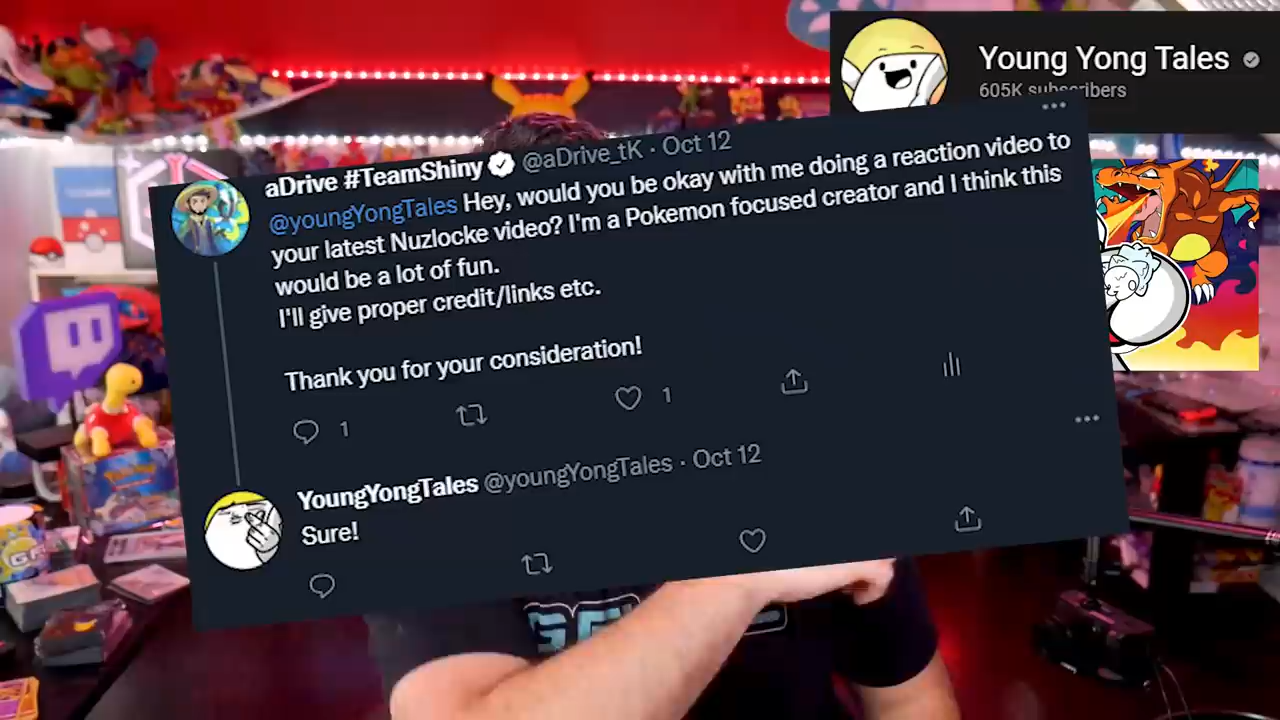 Young Yong Tales
605K subscribers
aDrive #TeamShiny @aDrive_tK · Oct 12
@youngYongTales Hey, would you be okay with me doing a reaction video to
your latest Nuzlocke video? I'm a Pokemon focused creator and I think this
would be a lot of fun.
I'll give proper credit/links etc.
Thank you for your consideration!
1
1
YoungYongTales @youngYongTales · Oct 12
Sure!